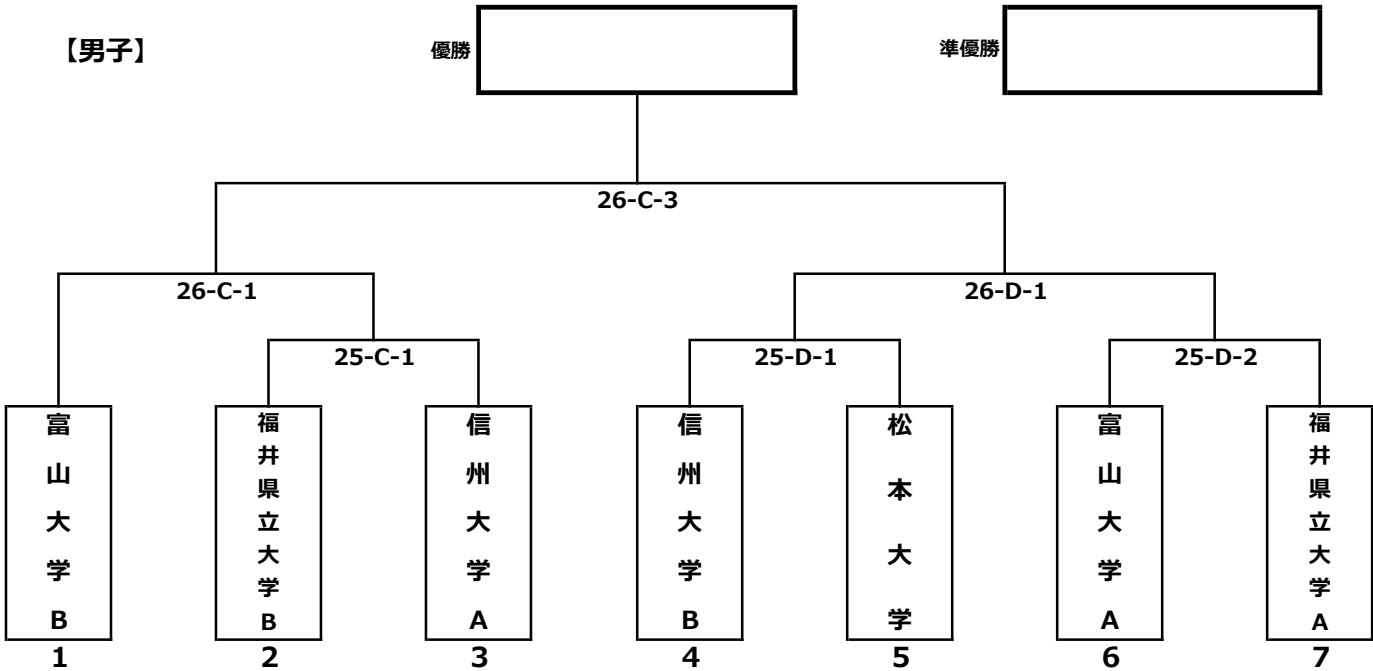 【男子】
優勝
準優勝
26-C-3
26-C-1
26-D-1
25-C-1
25-D-1
25-D-2
富山大学B
福井県立大学B
信州大学A
信州大学B
松本大学
富山大学A
福井県立大学A
1
2
3
4
5
6
7